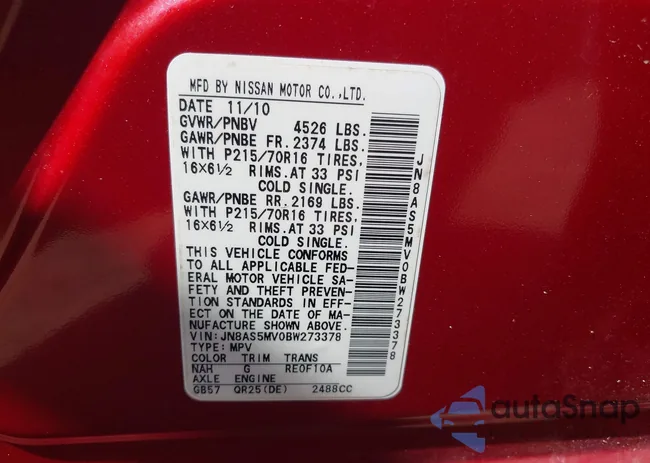 MFD BY NISSAN MOTOR CO.,LTD.
DATE 11/10
GVWR/PNBV 4526 LBS.
GAWR/PNBE FR. 2374 LBS.
WITH P215/70R16 TIRES,
16X6½ RIMS. AT 33 PSI
COLD SINGLE.
GAWR/PNBE RR. 2169 LBS.
WITH P215/70R16 TIRES,
16X6½ RIMS. AT 33 PSI
COLD SINGLE.
THIS VEHICLE CONFORMS
TO ALL APPLICABLE FED-
ERAL MOTOR VEHICLE SA-
FETY AND THEFT PREVEN-
TION STANDARDS IN EFF-
ECT ON THE DATE OF MA-
NUFACTURE SHOWN ABOVE.
VIN: JN8AS5MV0BW273378
TYPE: MPV
COLOR TRIM TRANS
NAH G RE0F10A
AXLE ENGINE
GB57 QR25(DE) 2488CC
JN8AS5MV0BW273378
autoSnap